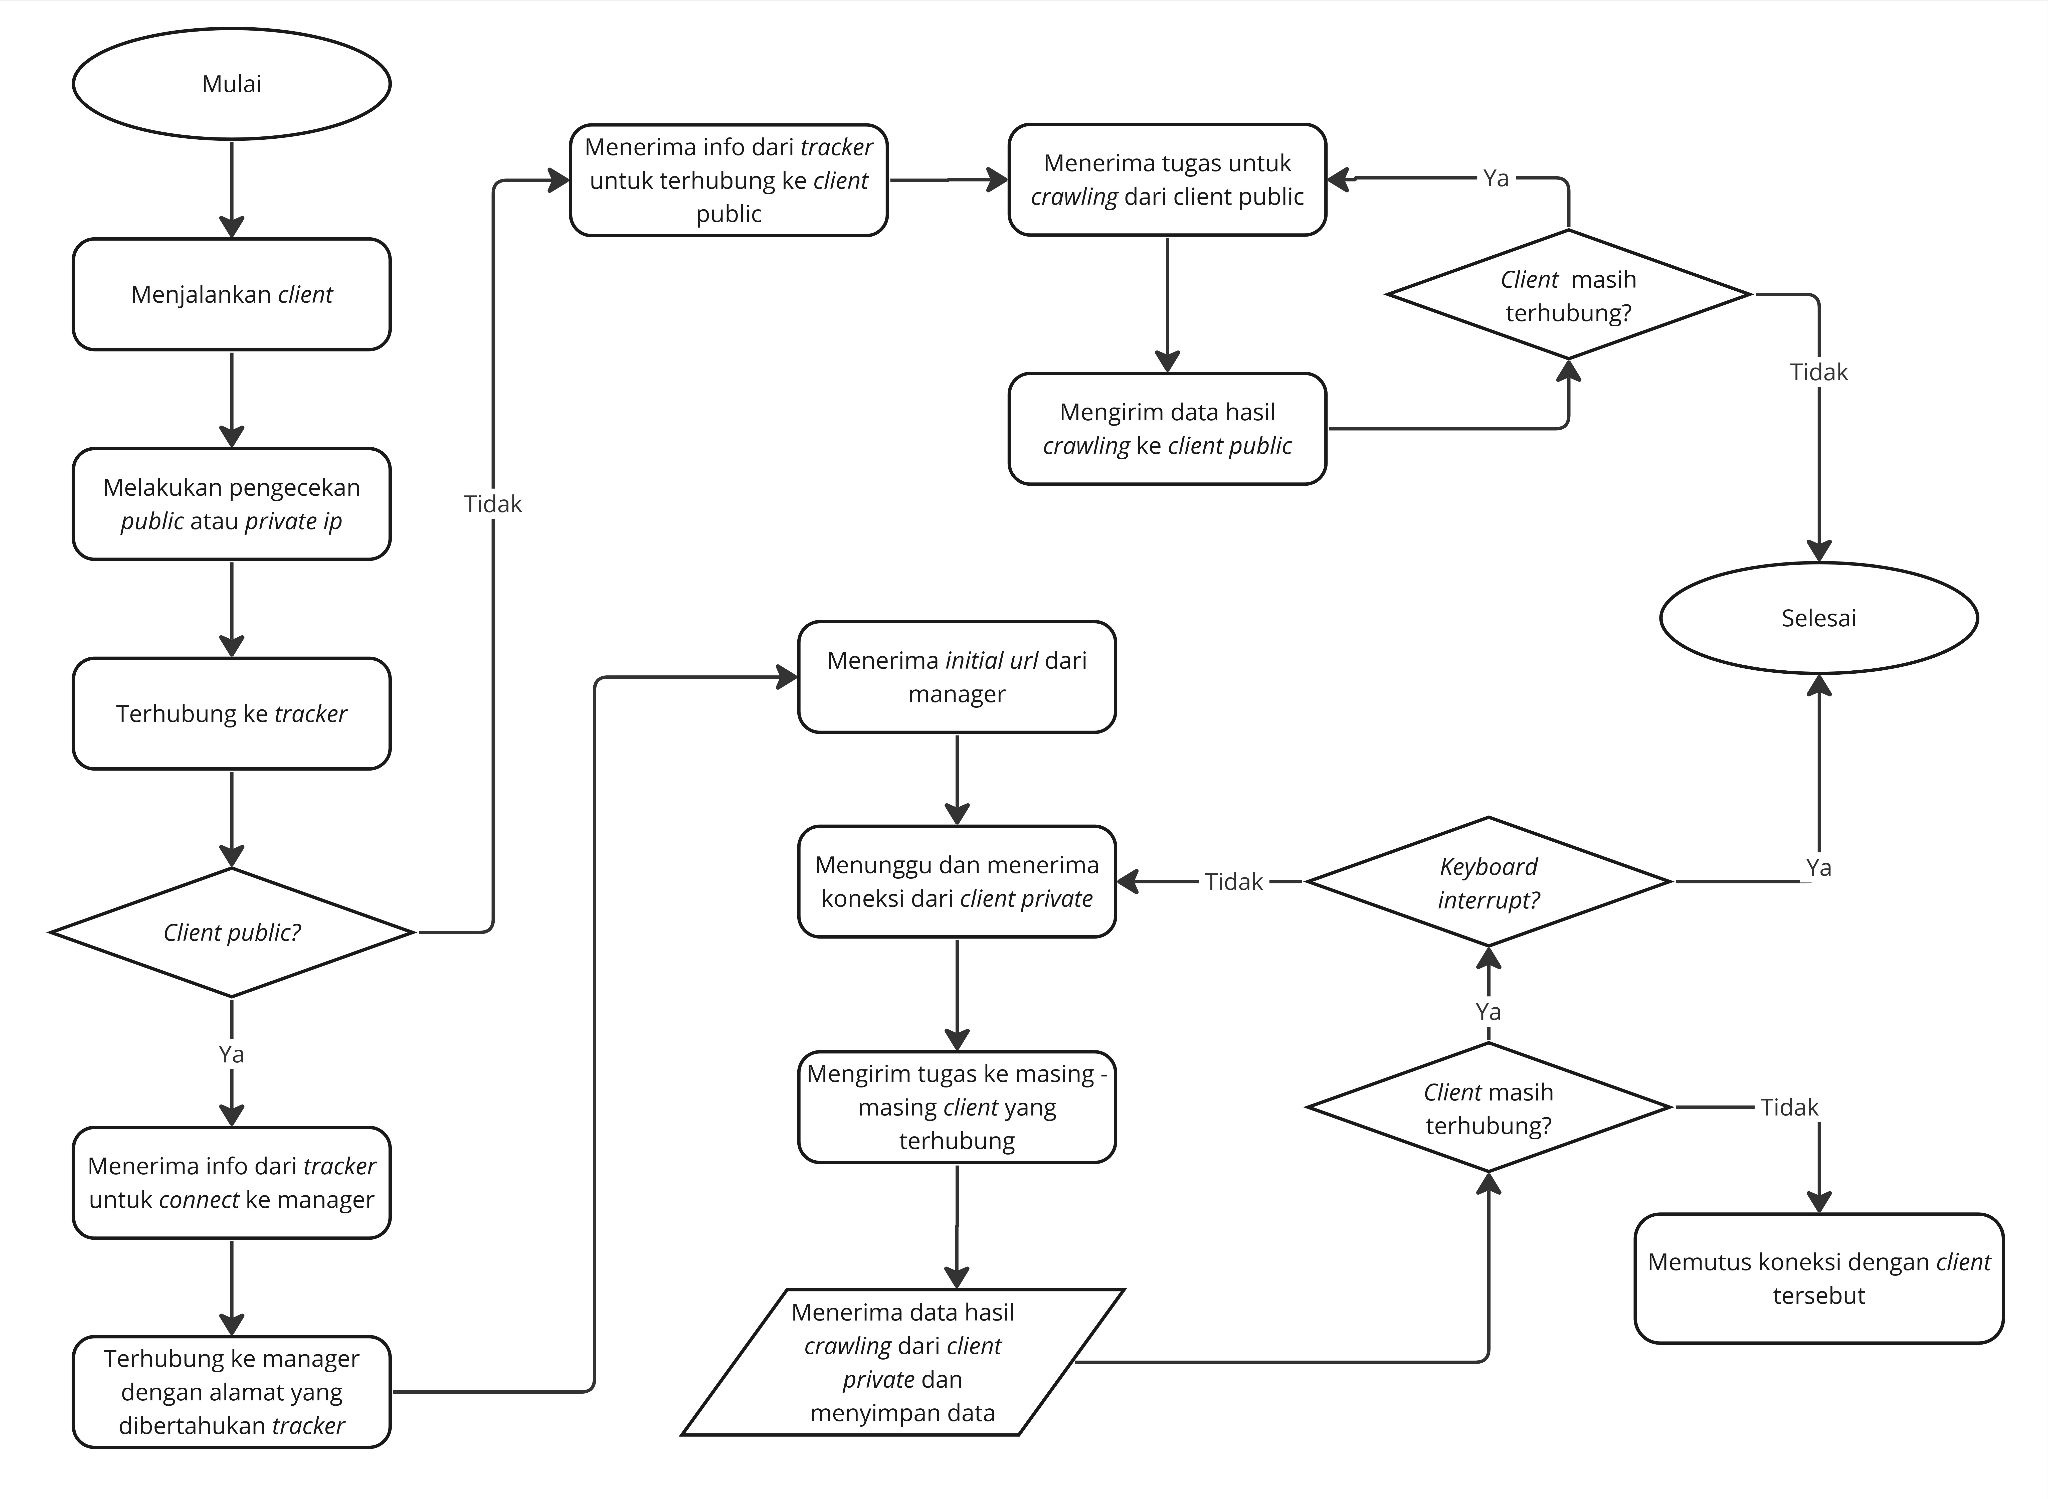 Mulai
Menjalankan client
Melakukan pengecekan
public atau private ip
Terhubung ke tracker
Client public?
Ya
Menerima info dari tracker
untuk connect ke manager
Terhubung ke manager
dengan alamat yang
dibertahukan tracker
Tidak
Menerima info dari tracker
untuk terhubung ke client
public
Menerima tugas untuk
crawling dari client public
Mengirim data hasil
crawling ke client public
Client masih
terhubung?
Ya
Tidak
Selesai
Menerima initial url dari
manager
Menunggu dan menerima
koneksi dari client private
Mengirim tugas ke masing -
masing client yang
terhubung
Menerima data hasil
crawling dari client
private dan
menyimpan data
Client masih
terhubung?
Ya
Tidak
Keyboard
interrupt?
Tidak
Ya
Memutus koneksi dengan client
tersebut